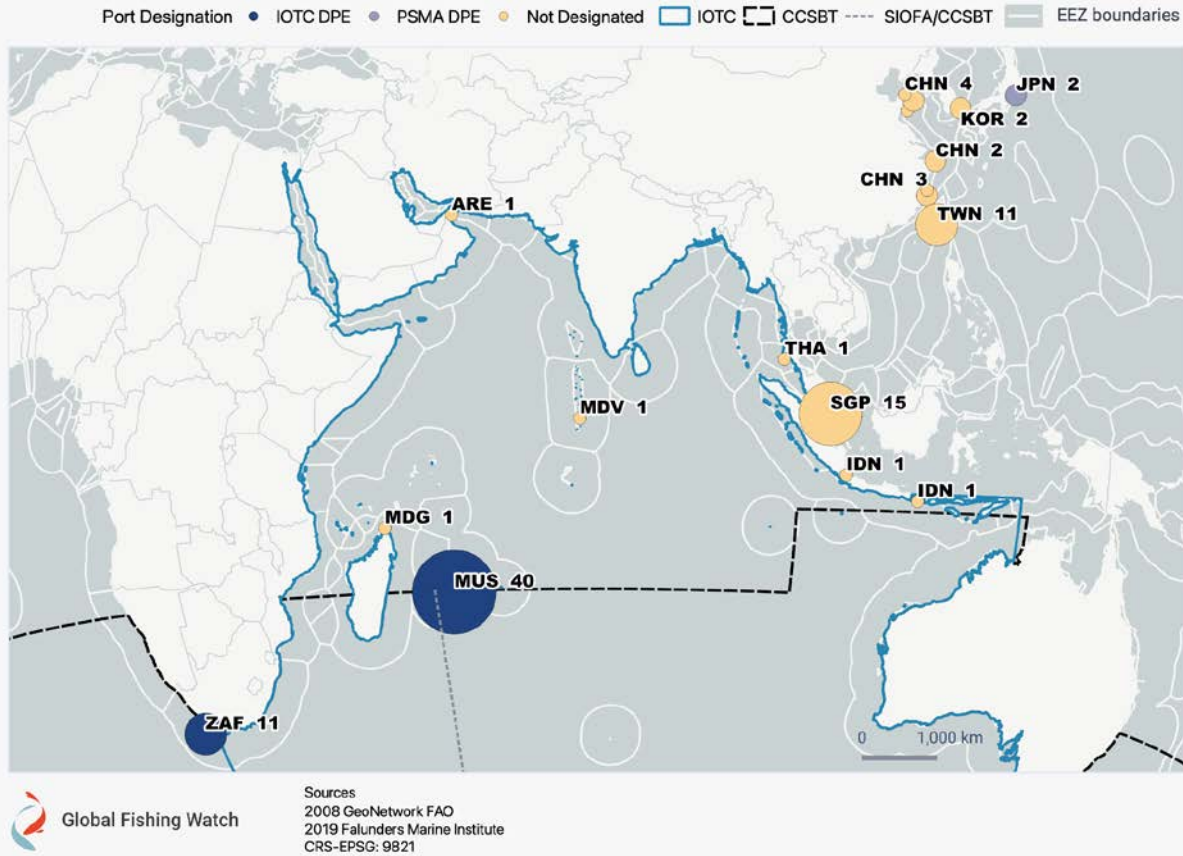 Port Designation IOTC DPE PSMA DPE Not Designated IOTC CCSBT SIOFA/CCSBT EEZ boundaries
CHN 4
JPN 2
KOR 2
CHN 2
CHN 3
ARE 1
TWN 11
THA 1
SGP 15
MDV 1
IDN 1
IDN 1
MDG 1
MUS 40
ZAF 11
0 1,000 km
Global Fishing Watch
Sources
2008 GeoNetwork FAO
2019 Falunders Marine Institute
CRS-EPSG: 9821